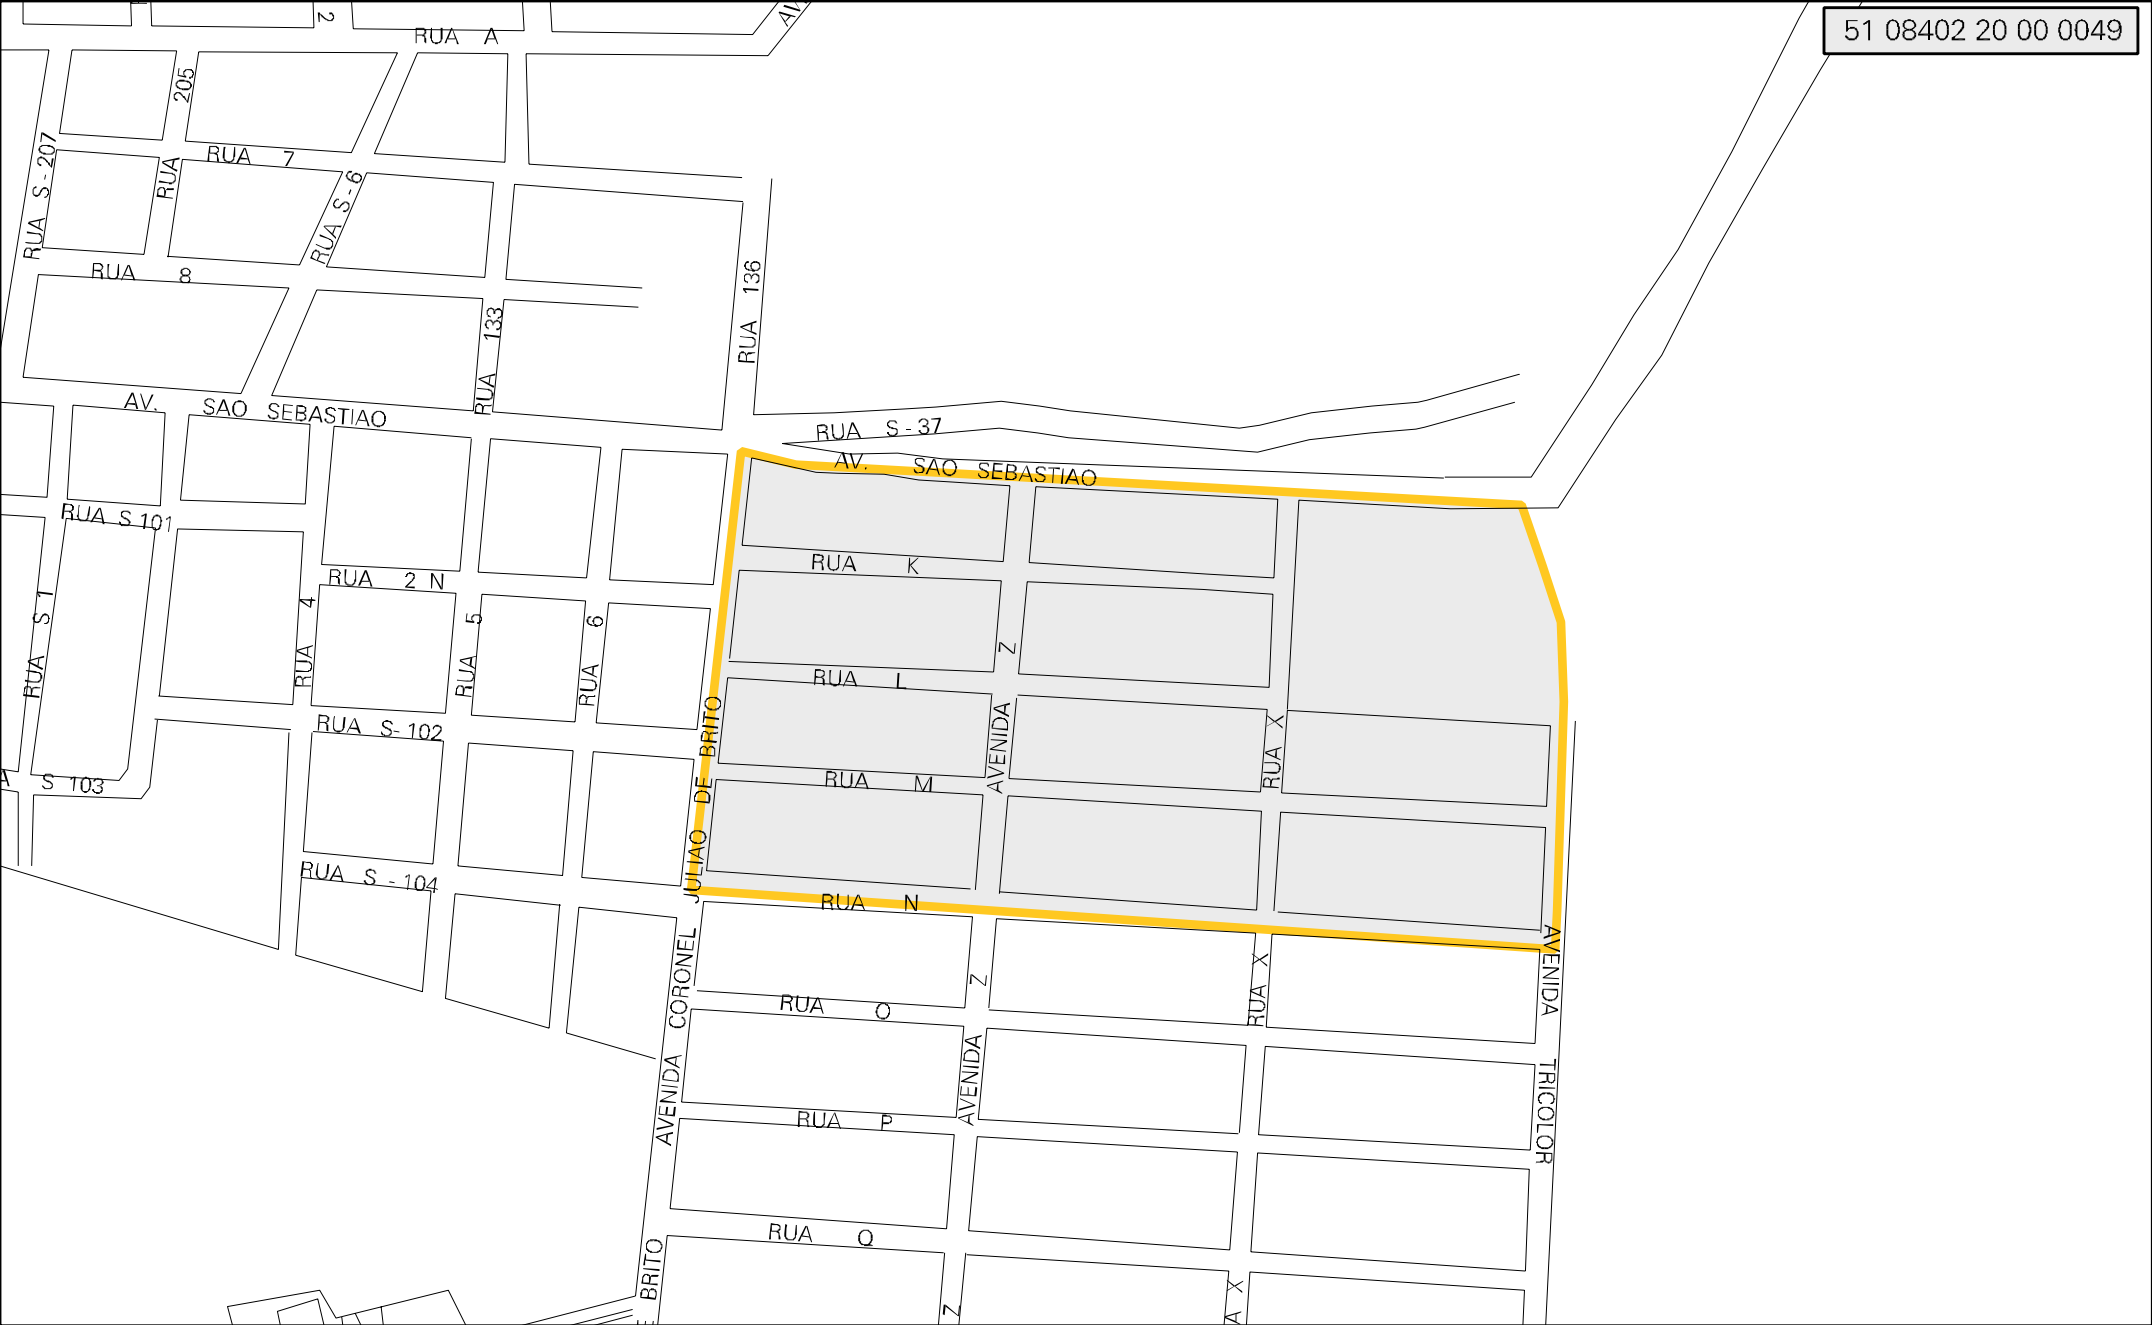 51 08402 20 00 0049
2
AV.
RUA A
205
RUA
RUA S-207
RUA 7
RUA S-6
RUA 8
RUA 136
RUA 133
AV. SAO SEBASTIAO
RUA S-37
AV. SAO SEBASTIAO
RUA S 101
RUA K
RUA 2 N
RUA S 1
RUA 4
RUA 5
RUA 6
RUA L
AVENIDA Z
RUA X
RUA S-102
RUA M
A S 103
RUA S-104
RUA N
AVENIDA CORONEL JULIAO DE BRITO
AVENIDA TRICOLOR
RUA O
AVENIDA Z
RUA X
RUA P
RUA Q
E BRITO
Z
A X